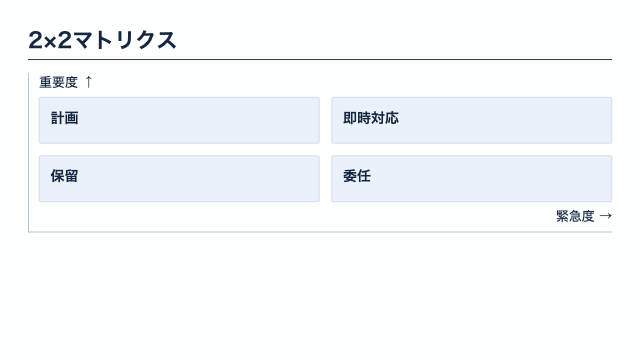 2×2マトリクス
重要度 ↑
計画
即時対応
保留
委任
緊急度 →